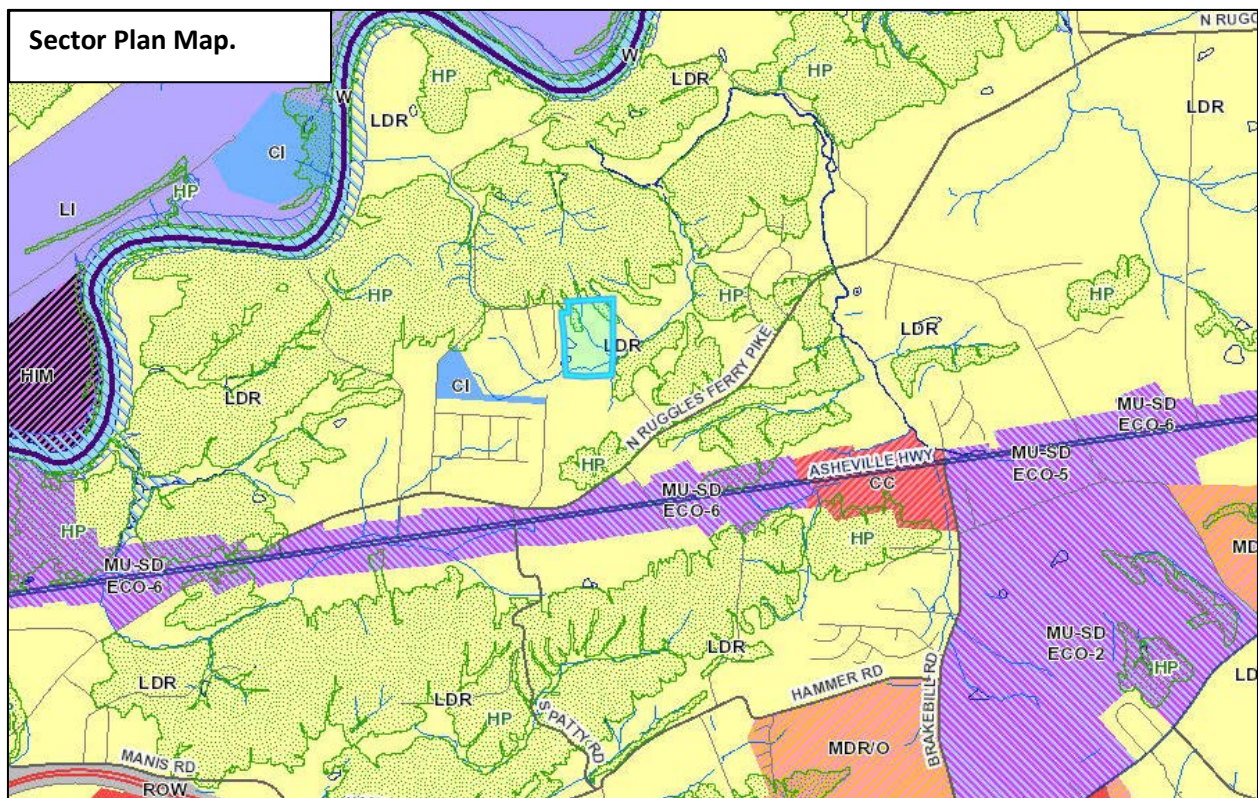 Sector Plan Map.
N RUGG
W
W
HP
LDR
HP
LDR
LDR
CI
HP
LI
HP
HP
HP
LDR
LDR
HIM
LDR
CI
N RUGGLES FERRY PIKE
HP
MU-SD
ECO-6
ASHEVILLE HWY
MU-SD
ECO-5
MU-SD
ECO-6
CC
HP
HP
MU-SD
ECO-6
MD
MU-SD
ECO-2
HP
LDR
LDR
LDR
HP
S PATTY RD
HAMMER RD
BRAKEBILL RD
LD
MDR/O
MANIS RD
ROW